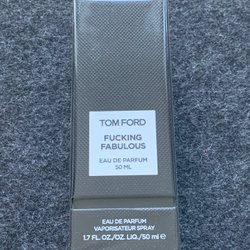 TOM FORD
FUCKING
FABULOUS
EAU DE PARFUM
50 ML
EAU DE PARFUM
VAPORISATEUR SPRAY
1.7 FL.OZ./OZ. LIQ./50 ml ℮